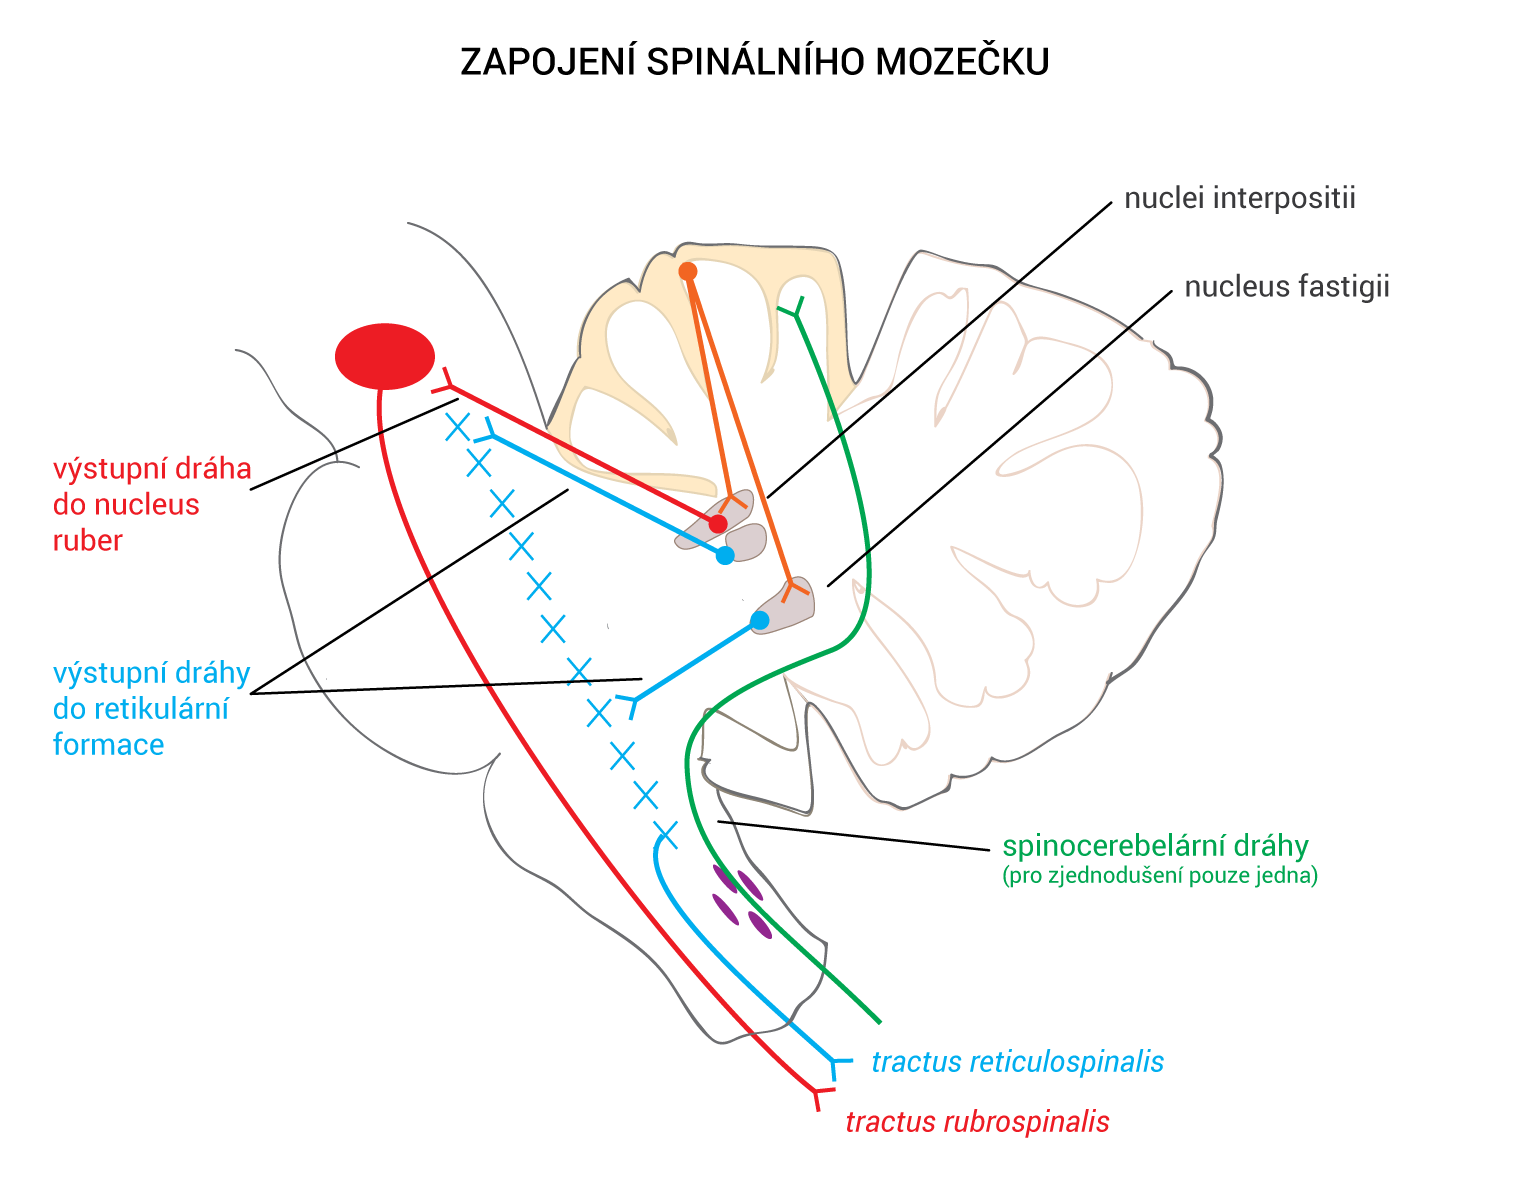 ZAPOJENÍ SPINÁLNÍHO MOZEČKU
nuclei interpositii
nucleus fastigii
výstupní dráha
do nucleus
ruber
výstupní dráhy
do retikulární
formace
spinocerebelární dráhy
(pro zjednodušení pouze jedna)
tractus reticulospinalis
tractus rubrospinalis